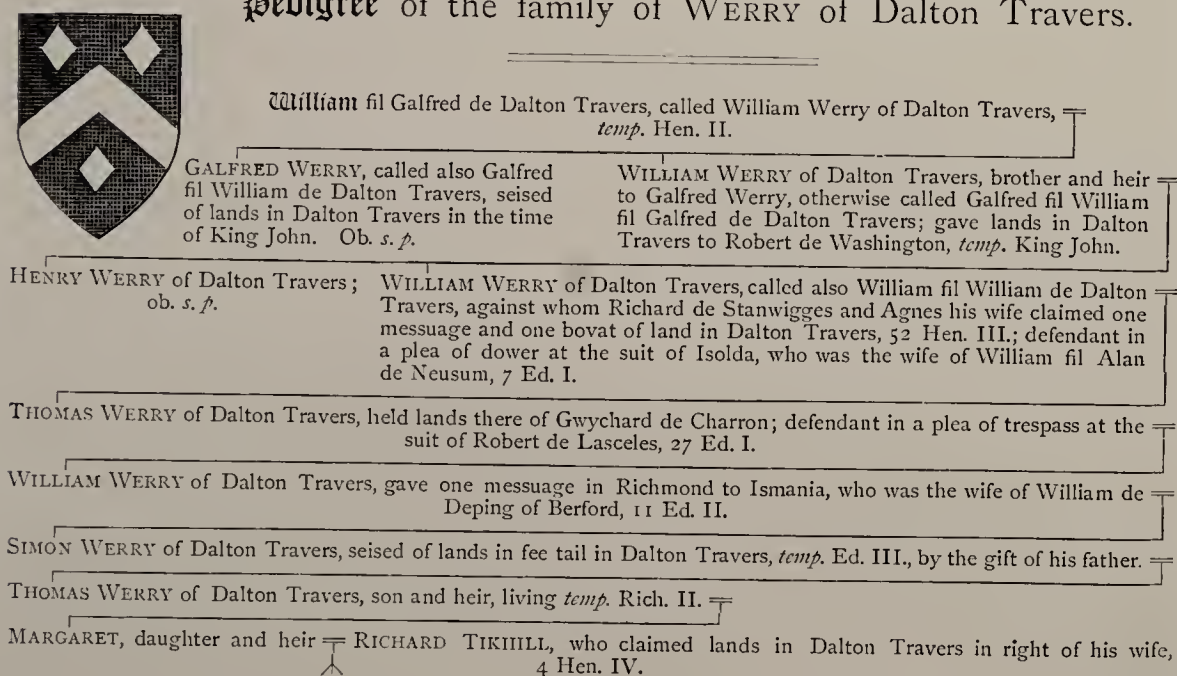 Pedigree of the family of WERRY of Dalton Travers.
William fil Galfred de Dalton Travers, called William Werry of Dalton Travers,
temp. Hen. II.
GALFRED WERRY, called also Galfred
fil William de Dalton Travers, seised
of lands in Dalton Travers in the time
of King John. Ob. s. p.
WILLIAM WERRY of Dalton Travers, brother and heir
to Galfred Werry, otherwise called Galfred fil William
fil Galfred de Dalton Travers; gave lands in Dalton
Travers to Robert de Washington, temp. King John.
HENRY WERRY of Dalton Travers;
ob. s. p.
WILLIAM WERRY of Dalton Travers, called also William fil William de Dalton
Travers, against whom Richard de Stanwigges and Agnes his wife claimed one
messuage and one bovat of land in Dalton Travers, 52 Hen. III.; defendant in
a plea of dower at the suit of Isolda, who was the wife of William fil Alan
de Neusum, 7 Ed. I.
THOMAS WERRY of Dalton Travers, held lands there of Gwychard de Charron; defendant in a plea of trespass at the
suit of Robert de Lasceles, 27 Ed. I.
WILLIAM WERRY of Dalton Travers, gave one messuage in Richmond to Ismania, who was the wife of William de
Deping of Berford, 11 Ed. II.
SIMON WERRY of Dalton Travers, seised of lands in fee tail in Dalton Travers, temp. Ed. III., by the gift of his father.
THOMAS WERRY of Dalton Travers, son and heir, living temp. Rich. II.
MARGARET, daughter and heir RICHARD TIKHILL, who claimed lands in Dalton Travers in right of his wife,
4 Hen. IV.